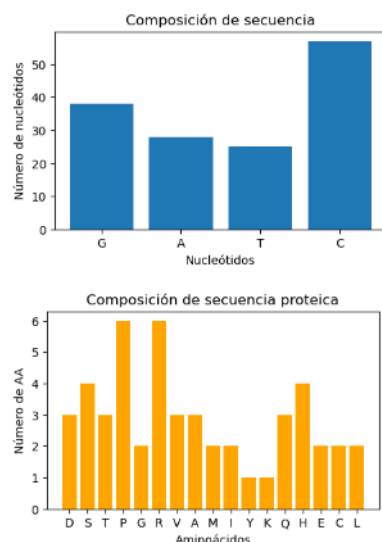 Composición de secuencia
Número de nucleótidos
50
40
30
20
10
0
G A T C
Nucleótidos
Composición de secuencia proteica
Número de AA
6
5
4
3
2
1
0
D S T P G R V A M I Y K Q H E C L
Aminoácidos